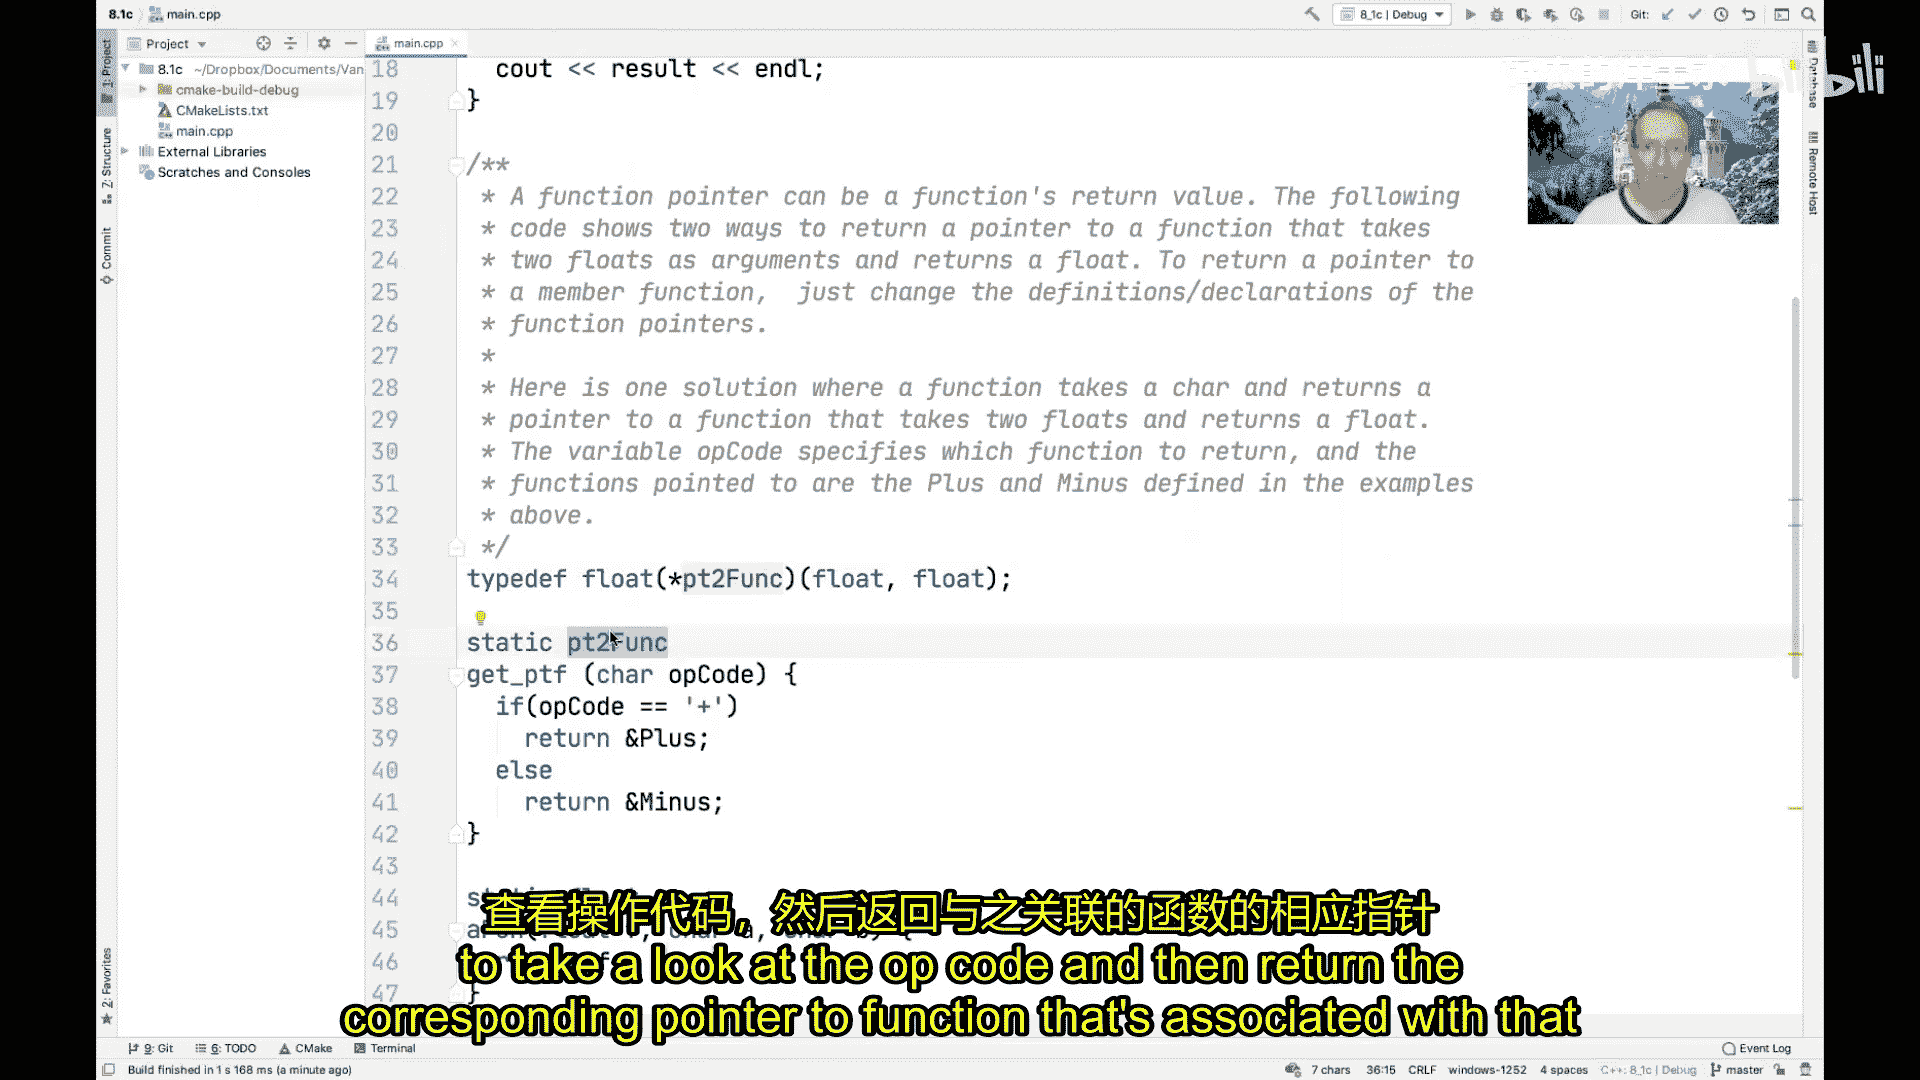 8.1c
main.cpp
8_1c | Debug
Git:
Project
main.cpp
1: Project
8.1c ~/Dropbox/Documents/Van
cmake-build-debug
CMakeLists.txt
main.cpp
External Libraries
Scratches and Consoles
7: Structure
Commit
2: Favorites
Database
Remote Host
bilibili
18 cout << result << endl;
19 }
20
21 /**
22 * A function pointer can be a function's return value. The following
23 * code shows two ways to return a pointer to a function that takes
24 * two floats as arguments and returns a float. To return a pointer to
25 * a member function, just change the definitions/declarations of the
26 * function pointers.
27 *
28 * Here is one solution where a function takes a char and returns a
29 * pointer to a function that takes two floats and returns a float.
30 * The variable opCode specifies which function to return, and the
31 * functions pointed to are the Plus and Minus defined in the examples
32 * above.
33 */
34 typedef float(*pt2Func)(float, float);
35
36 static pt2Func
37 get_ptf (char opCode) {
38 if(opCode == '+')
39 return &Plus;
40 else
41 return &Minus;
42 }
43
44
45
46
47 }
查看操作代码，然后返回与之关联的函数的相应指针
to take a look at the op code and then return the
corresponding pointer to function that's associated with that
9: Git
6: TODO
CMake
Terminal
Event Log
Build finished in 1 s 168 ms (a minute ago)
7 chars 36:15 CRLF windows-1252 4 spaces C++: 8_1c | Debug master